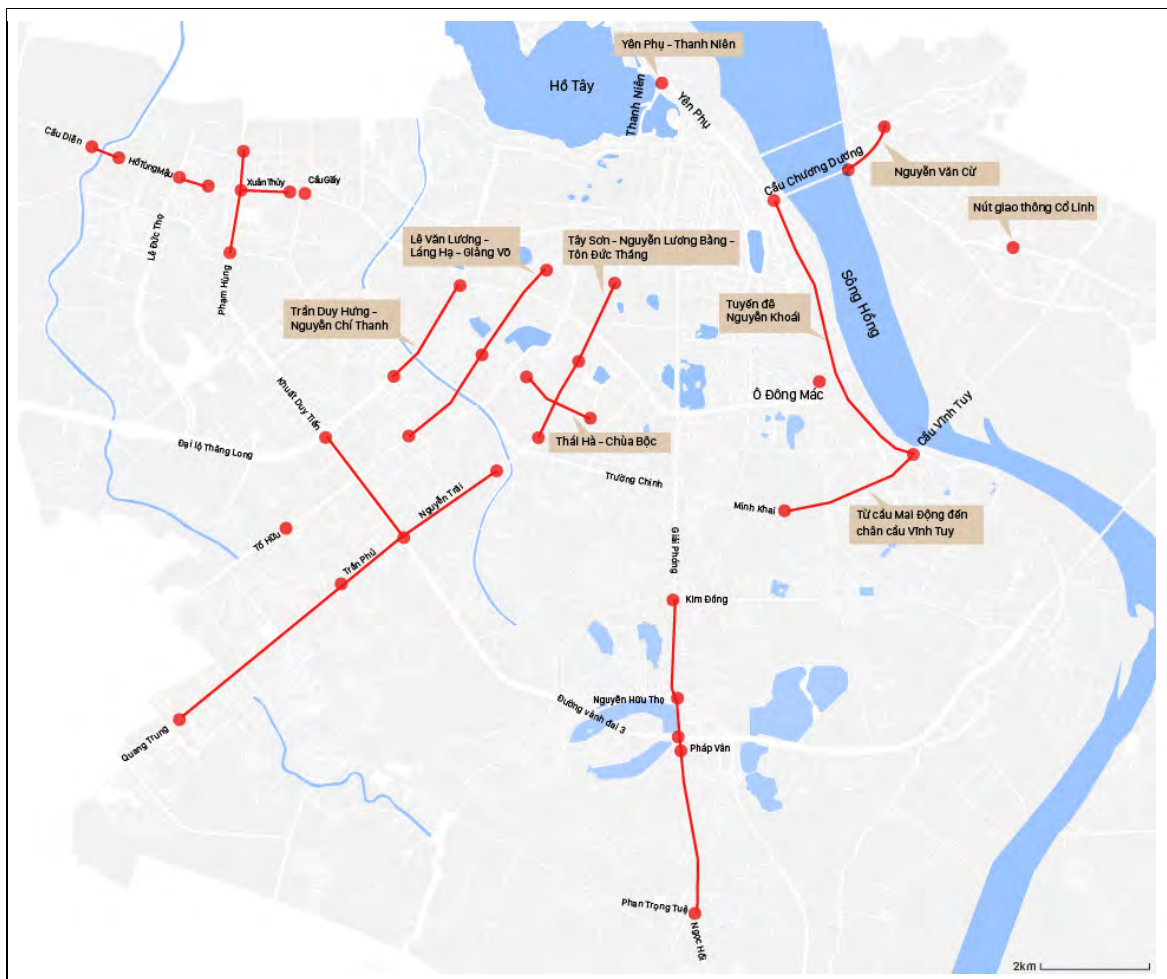 Yên Phụ - Thanh Niên
Hồ Tây
Thanh Niên
Yên Phụ
Cầu Diễn
Hồ Tùng Mậu
Xuân Thủy
Cầu Giấy
Cầu Chương Dương
Nguyễn Văn Cừ
Nút giao thông Cổ Linh
Lê Đức Thọ
Phạm Hùng
Lê Văn Lương -
Láng Hạ - Giảng Võ
Tây Sơn - Nguyễn Lương Bằng -
Tôn Đức Thắng
Trần Duy Hưng -
Nguyễn Chí Thanh
Tuyến đê
Nguyễn Khoái
Sông Hồng
Khuất Duy Tiến
Ô Đông Mác
Đại lộ Thăng Long
Thái Hà - Chùa Bộc
Cầu Vĩnh Tuy
Trường Chinh
Nguyễn Trãi
Minh Khai
Từ cầu Mai Động đến
chân cầu Vĩnh Tuy
Tố Hữu
Trần Phú
Giải Phóng
Kim Đồng
Nguyễn Hữu Thọ
Đường vành đai 3
Pháp Vân
Quang Trung
Phan Trọng Tuệ
Ngọc Hồi
2km